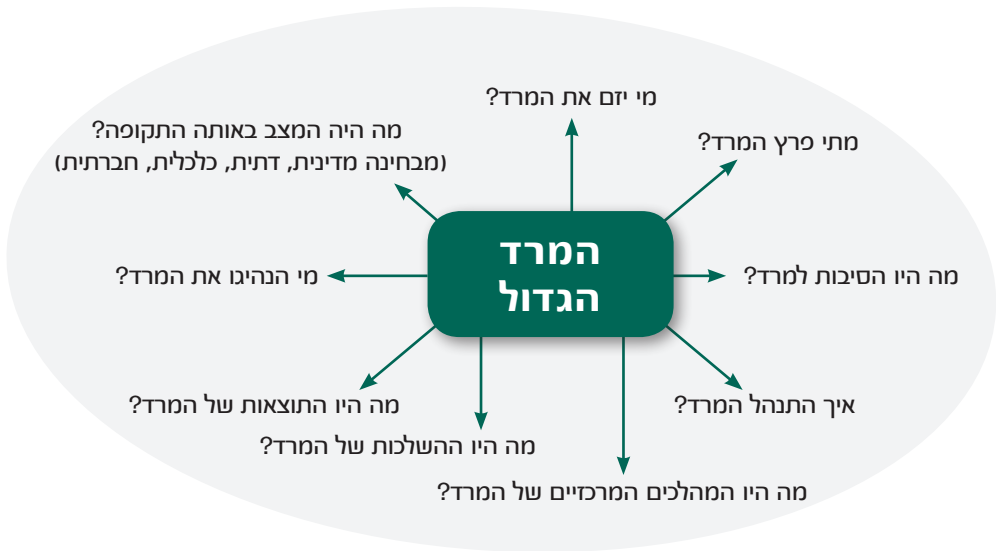 מי יזם את המרד?
מתי פרץ המרד?
מה היה המצב באותה התקופה?
(מבחינה מדינית, דתית, כלכלית, חברתית)
המרד
הגדול
מה היו הסיבות למרד?
מי הנהיגו את המרד?
איך התנהל המרד?
מה היו התוצאות של המרד?
מה היו ההשלכות של המרד?
מה היו המהלכים המרכזיים של המרד?